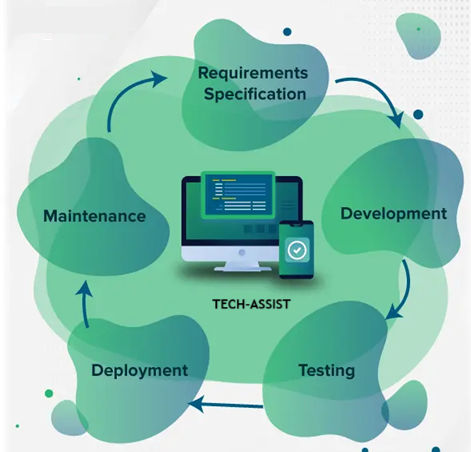 Requirements
Specification
Development
Testing
Deployment
Maintenance
TECH-ASSIST